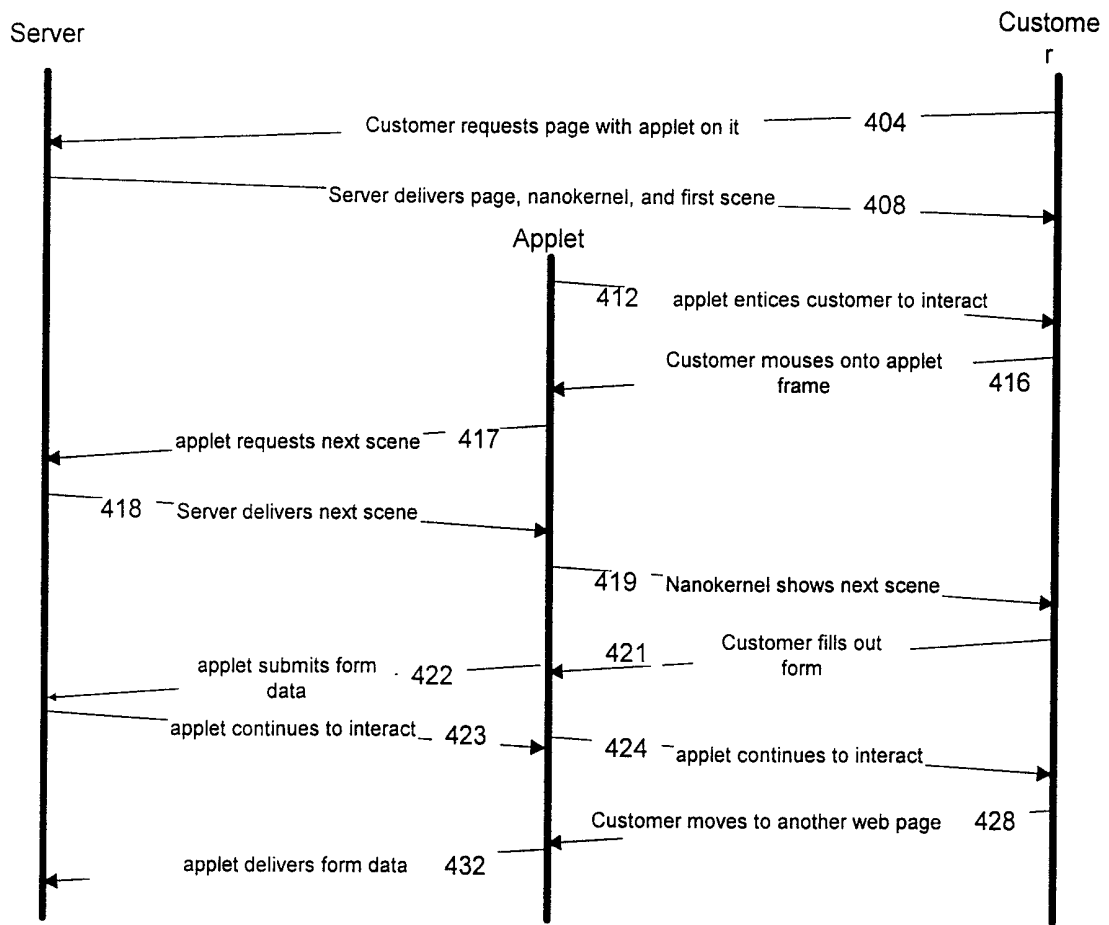 Server
Custome
r
Customer requests page with applet on it 404
Server delivers page, nanokernel, and first scene 408
Applet
412 applet entices customer to interact
Customer mouses onto applet
frame 416
applet requests next scene 417
418 Server delivers next scene
419 Nanokernel shows next scene
421 Customer fills out
form
applet submits form 422
data
applet continues to interact 423
424 applet continues to interact
Customer moves to another web page 428
applet delivers form data 432